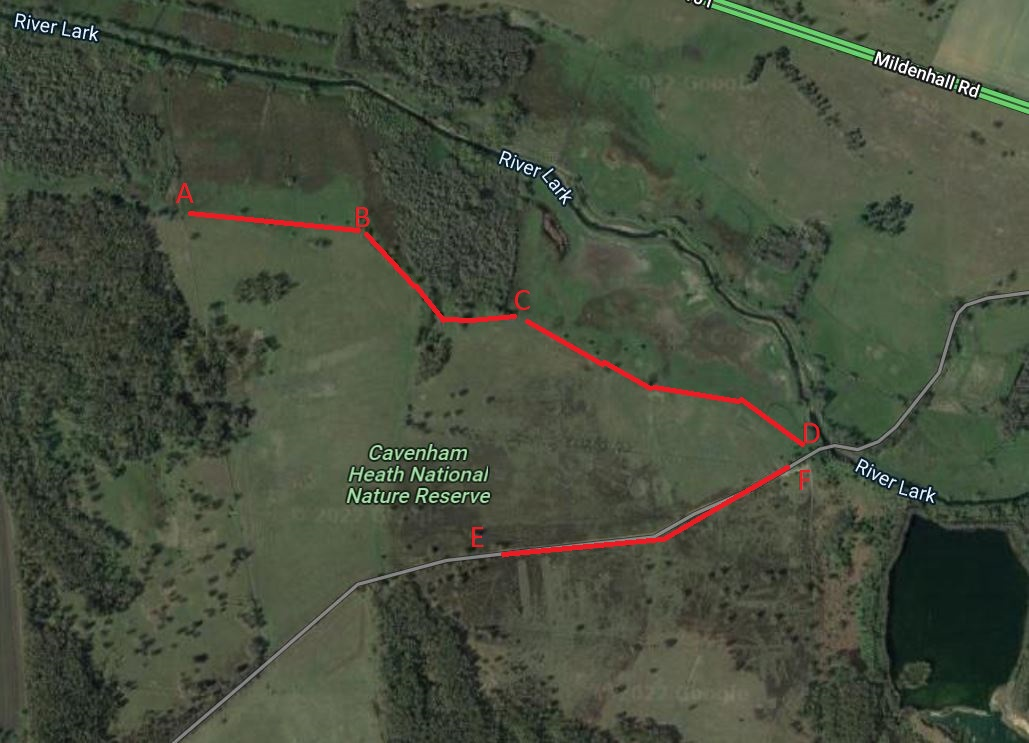 River Lark
Mildenhall Rd
River Lark
A
B
C
Cavenham
Heath National
Nature Reserve
D
F
River Lark
E